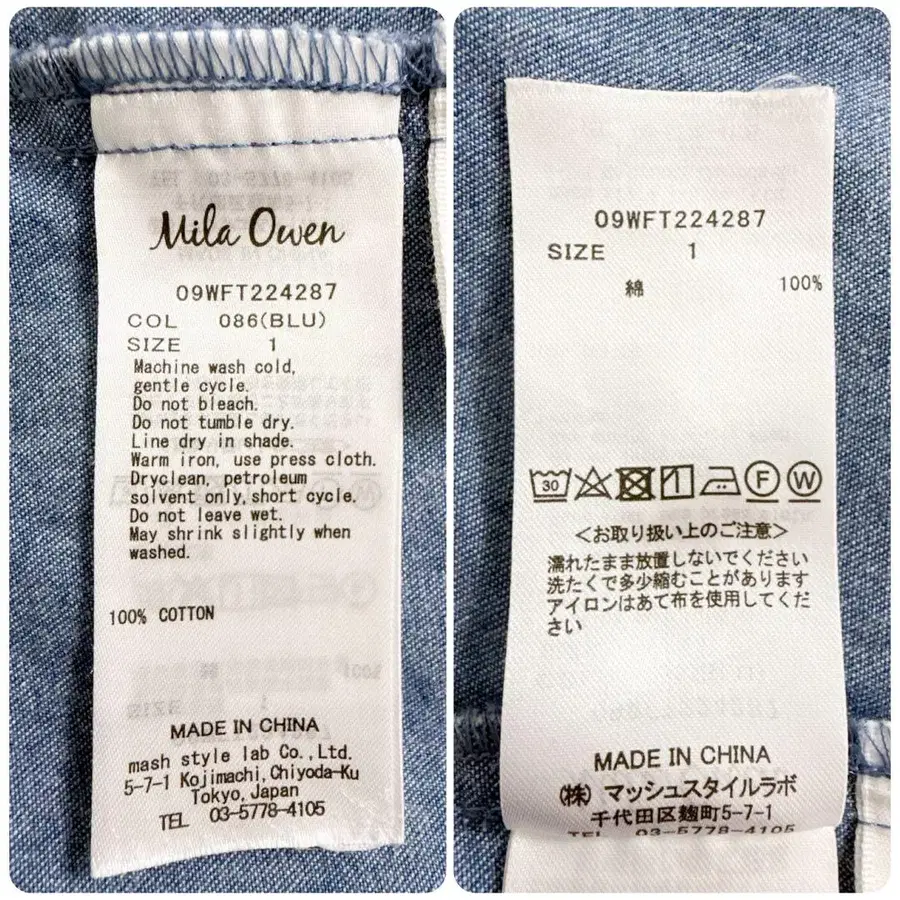 Mila Owen
09WFT224287
COL 086(BLU)
SIZE 1
Machine wash cold,
gentle cycle.
Do not bleach.
Do not tumble dry.
Line dry in shade.
Warm iron, use press cloth.
Dryclean, petroleum
solvent only,short cycle.
Do not leave wet.
May shrink slightly when
washed.
100% COTTON
MADE IN CHINA
mash style lab Co.,Ltd.
5-7-1 Kojimachi,Chiyoda-Ku
Tokyo,Japan
TEL 03-5778-4105
09WFT224287
SIZE 1
綿 100%
30 F W
＜お取り扱い上のご注意＞
濡れたまま放置しないでください
洗たくで多少縮むことがあります
アイロンはあて布を使用してくだ
さい
MADE IN CHINA
(株) マッシュスタイルラボ
千代田区麹町5-7-1
TEL 03-5778-4105